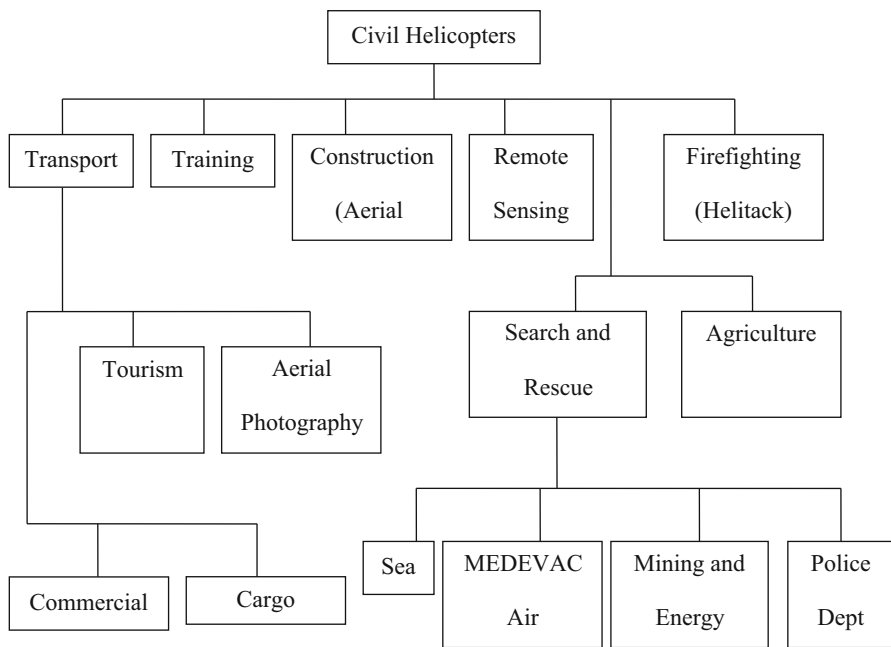 Civil Helicopters
Transport
Training
Construction
(Aerial
Remote
Sensing
Firefighting
(Helitack)
Search and
Rescue
Agriculture
Tourism
Aerial
Photography
Sea
MEDEVAC
Air
Mining and
Energy
Police
Dept
Commercial
Cargo